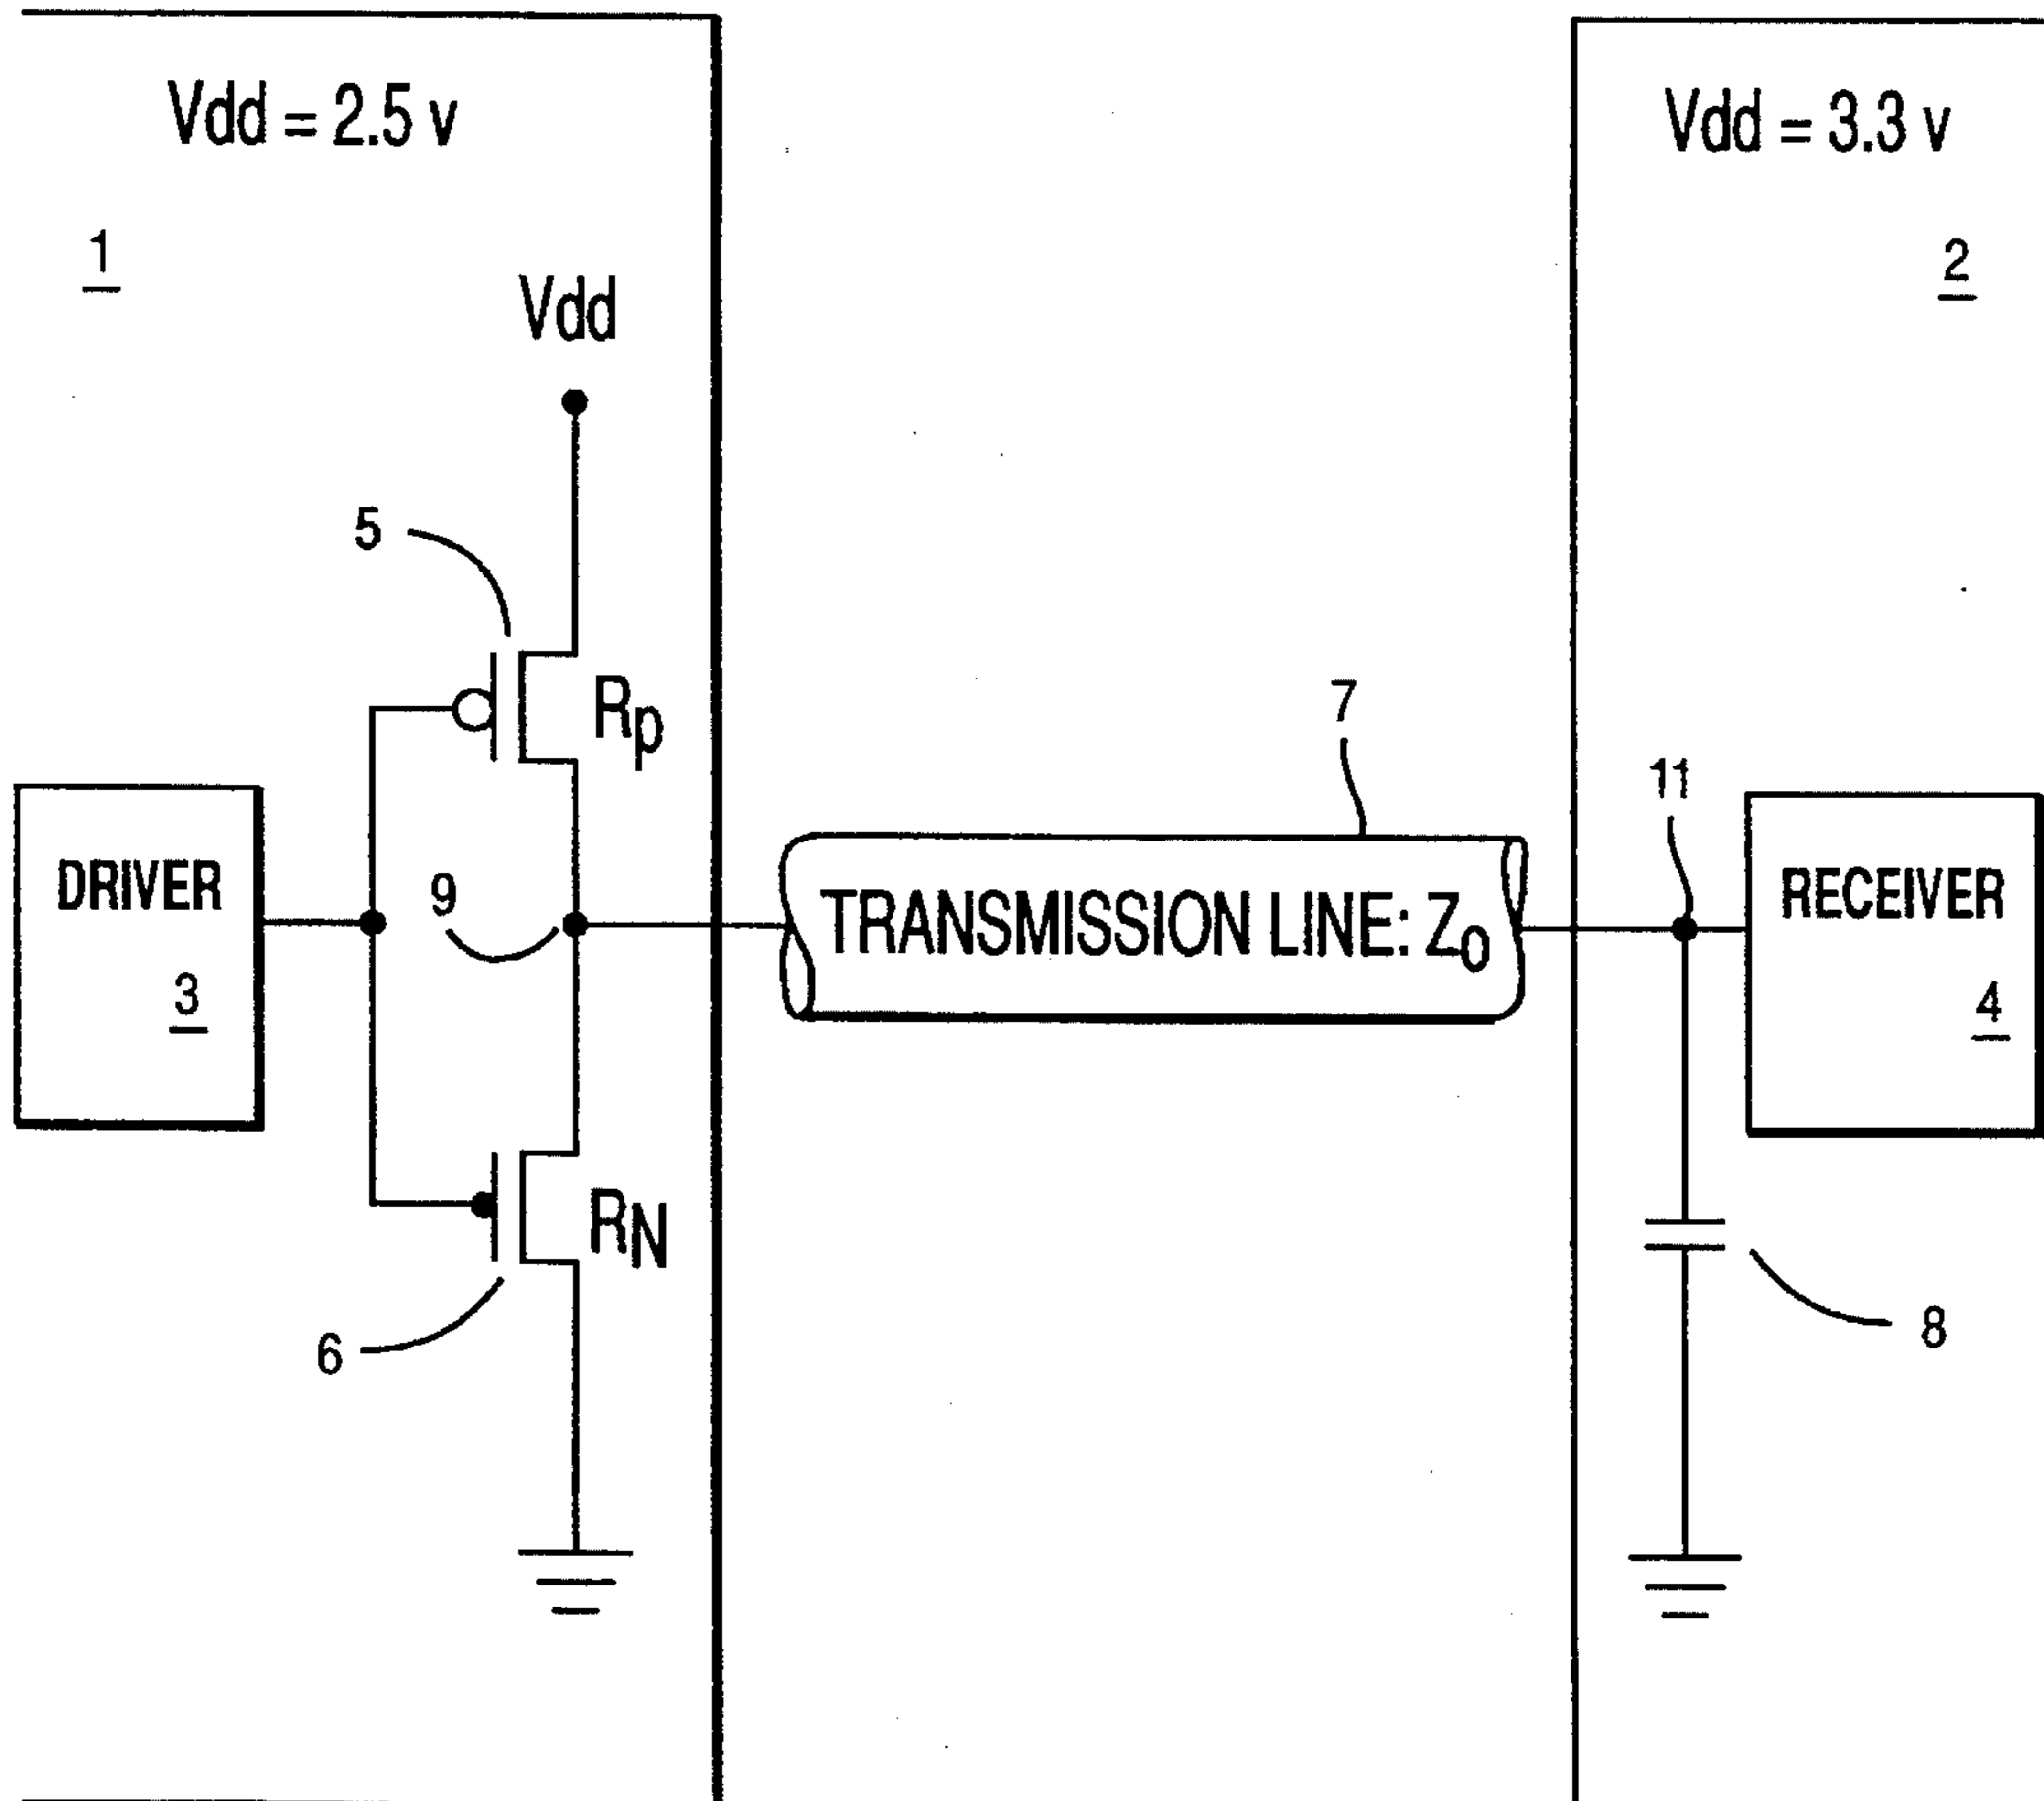 Vdd = 2.5 v
1
Vdd
5
Rp
DRIVER
3
9
RN
6
7
TRANSMISSION LINE: Z0
Vdd = 3.3 v
2
11
RECEIVER
4
8